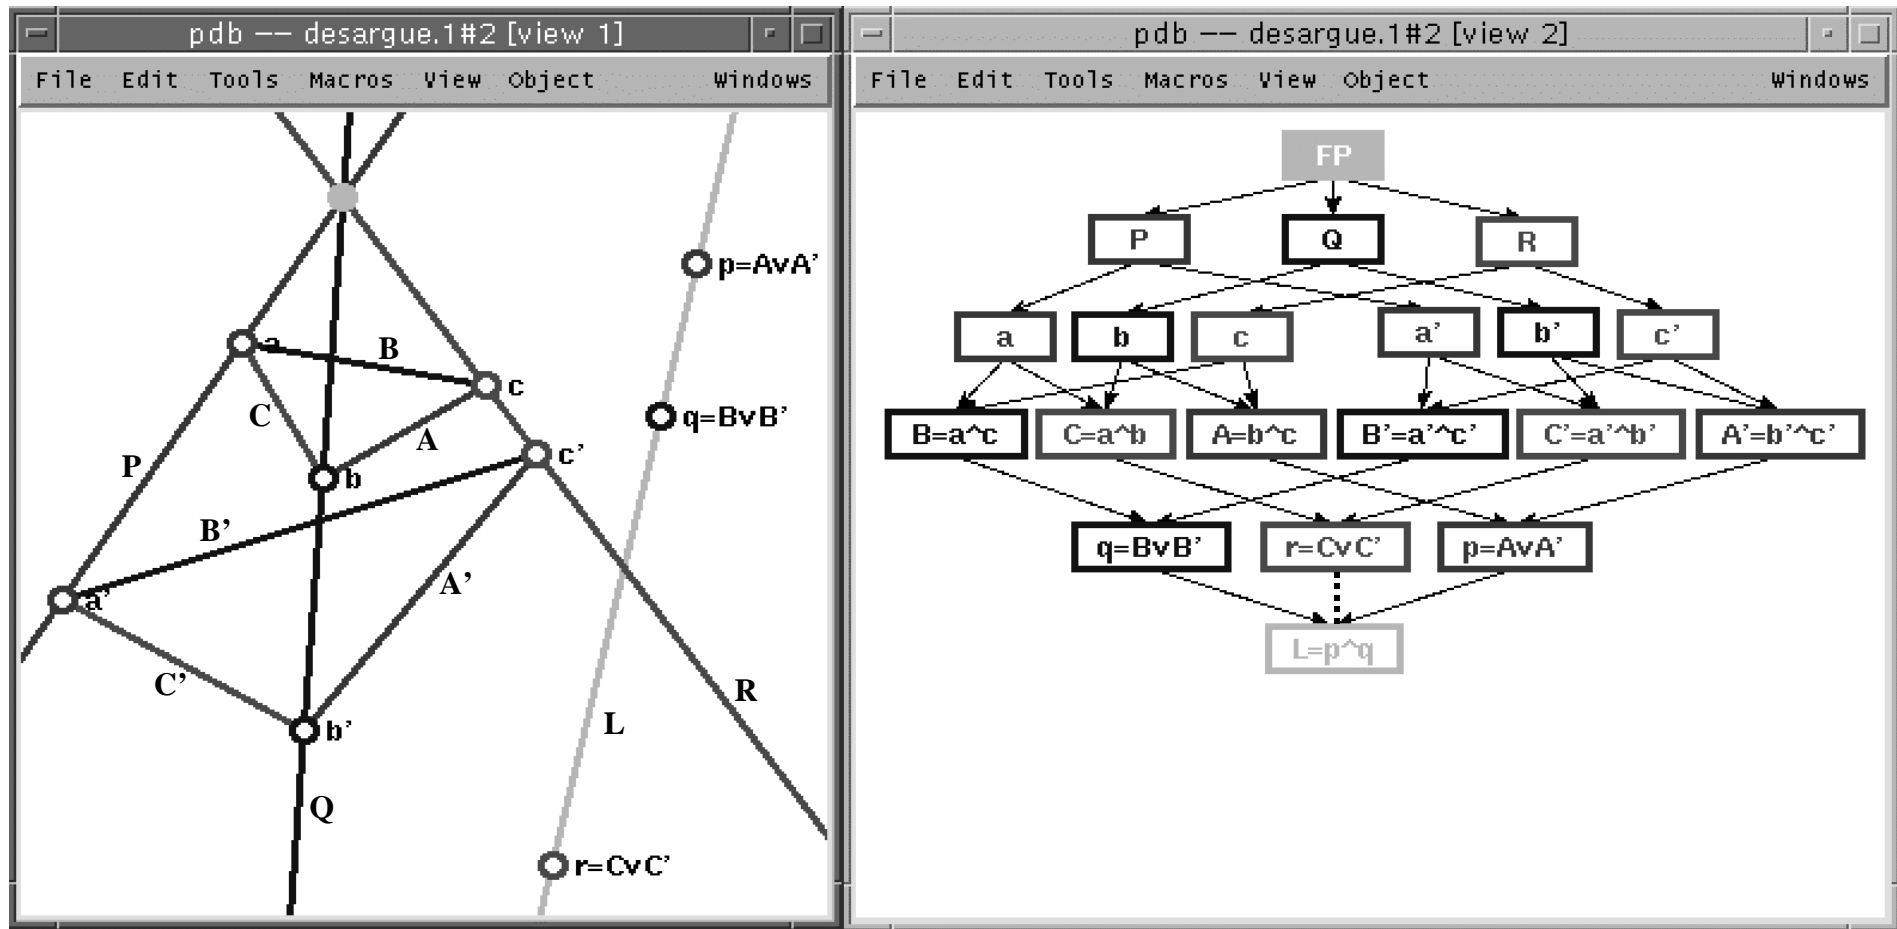 pdb -- desargue.1#2 [view 1]
File Edit Tools Macros View Object Windows
p=AvA'
a
B
c
C
A
q=BvB'
P
c'
b
B'
A'
a'
C'
R
L
b'
Q
r=CvC'
pdb -- desargue.1#2 [view 2]
File Edit Tools Macros View Object Windows
FP
P Q R
a b c a' b' c'
B=a^c C=a^b A=b^c B'=a'^c' C'=a'^b' A'=b'^c'
q=BvB' r=CvC' p=AvA'
L=p^q